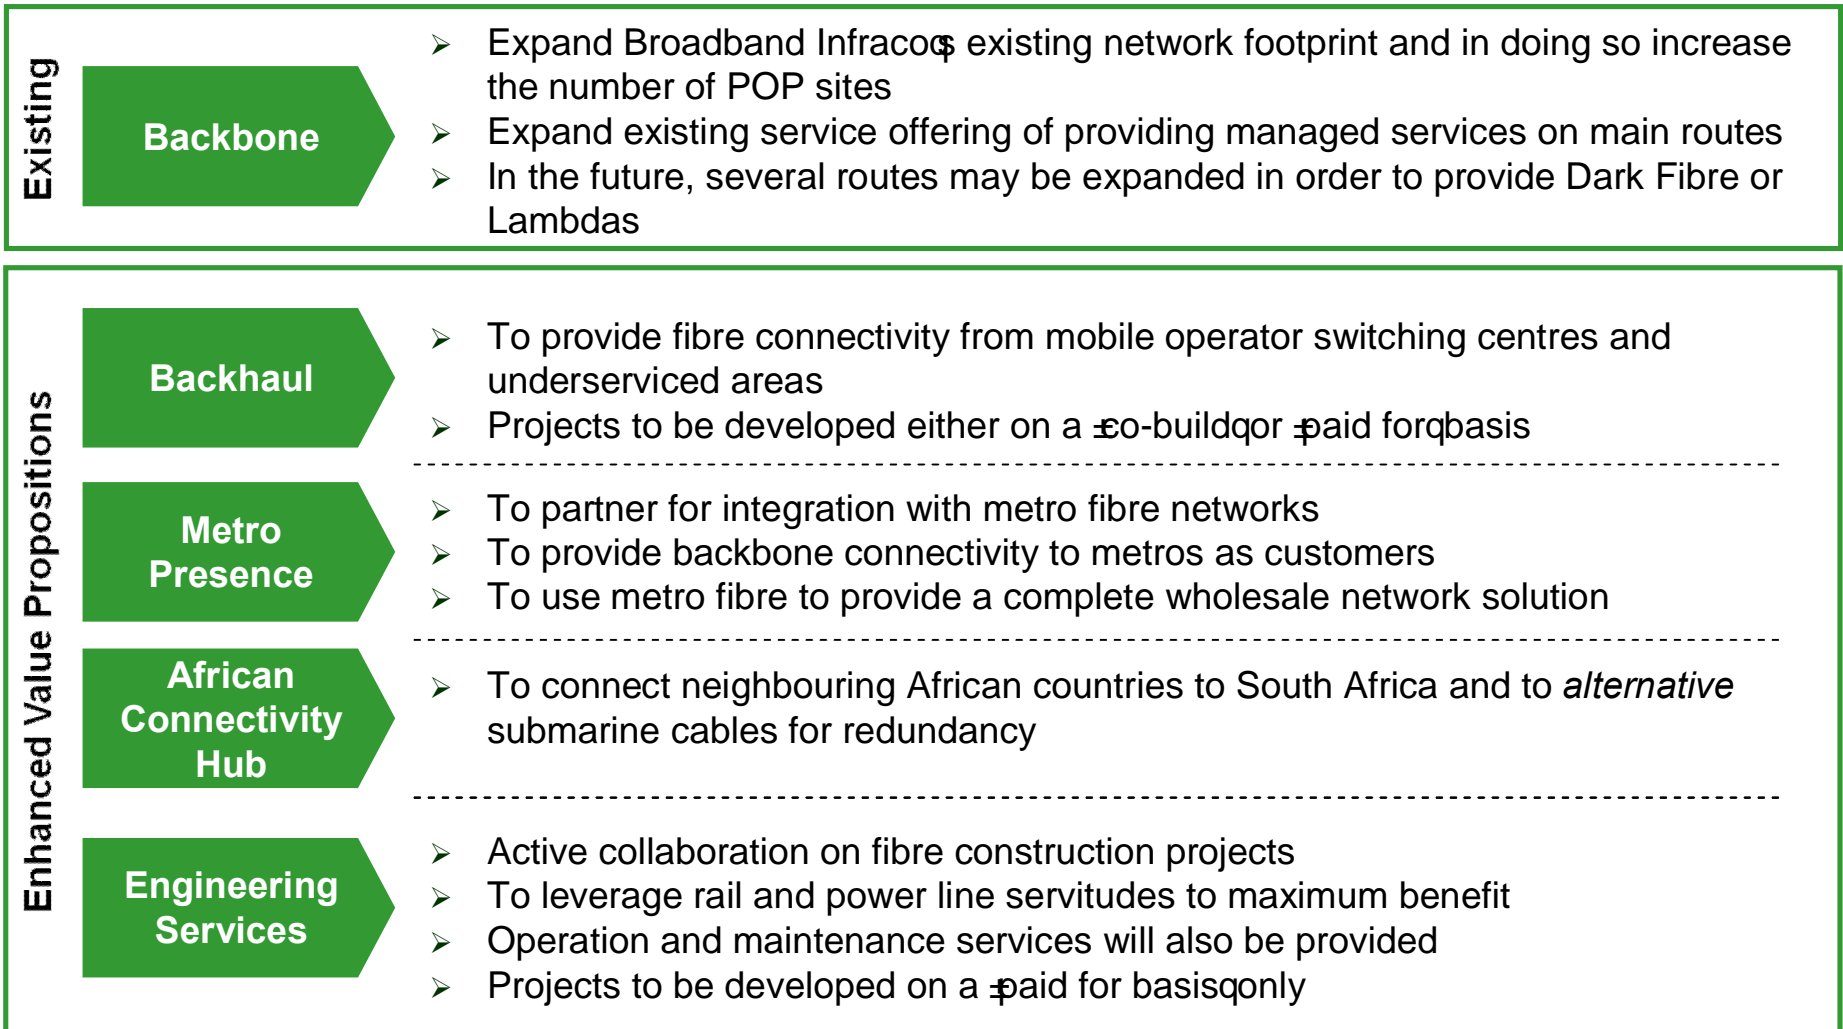 Existing
Backbone
➢ Expand Broadband Infracoqs existing network footprint and in doing so increase
the number of POP sites
➢ Expand existing service offering of providing managed services on main routes
➢ In the future, several routes may be expanded in order to provide Dark Fibre or
Lambdas
Enhanced Value Propositions
Backhaul
➢ To provide fibre connectivity from mobile operator switching centres and
underserviced areas
➢ Projects to be developed either on a ±co-buildqor ±paid forqbasis
Metro
Presence
➢ To partner for integration with metro fibre networks
➢ To provide backbone connectivity to metros as customers
➢ To use metro fibre to provide a complete wholesale network solution
African
Connectivity
Hub
➢ To connect neighbouring African countries to South Africa and to alternative
submarine cables for redundancy
Engineering
Services
➢ Active collaboration on fibre construction projects
➢ To leverage rail and power line servitudes to maximum benefit
➢ Operation and maintenance services will also be provided
➢ Projects to be developed on a ±paid for basisqonly